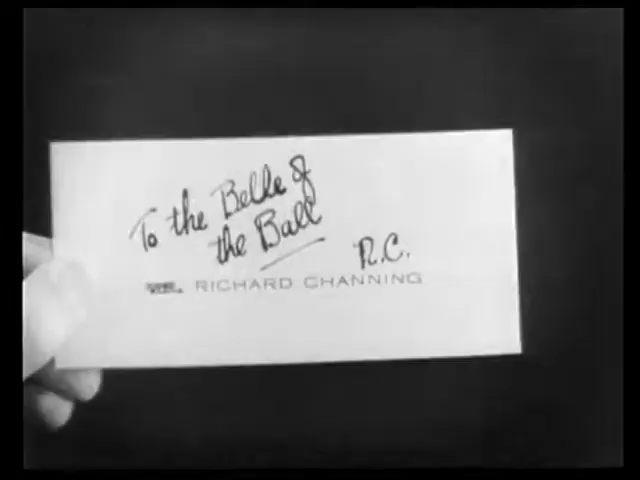 To the Belle of
the Ball
R.C.
RICHARD CHANNING